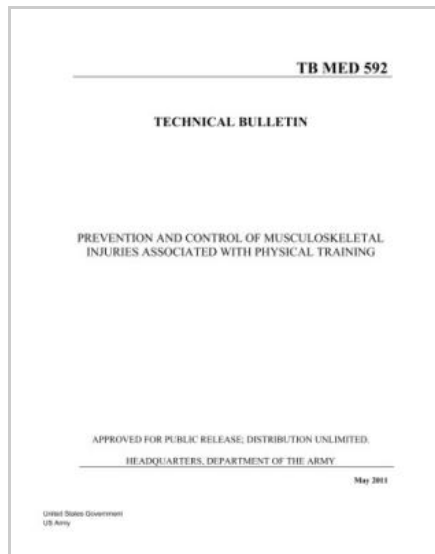 TB MED 592
TECHNICAL BULLETIN
PREVENTION AND CONTROL OF MUSCULOSKELETAL
INJURIES ASSOCIATED WITH PHYSICAL TRAINING
APPROVED FOR PUBLIC RELEASE; DISTRIBUTION UNLIMITED.
HEADQUARTERS, DEPARTMENT OF THE ARMY
May 2011
United States Government
US Army